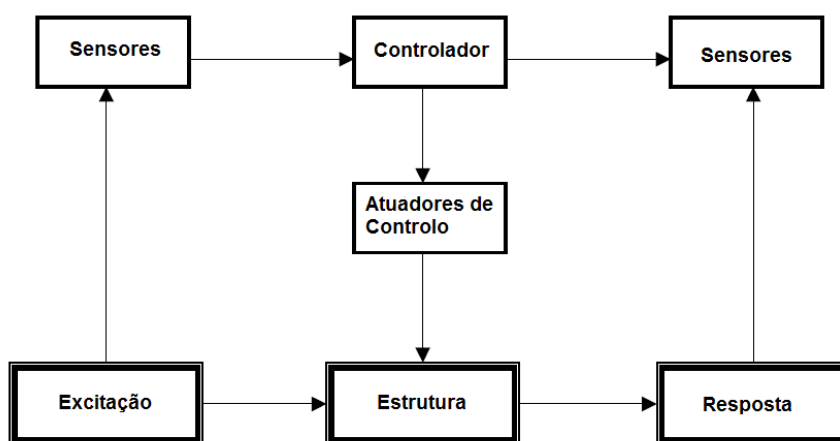 Sensores
Controlador
Sensores
Atuadores de
Controlo
Excitação
Estrutura
Resposta